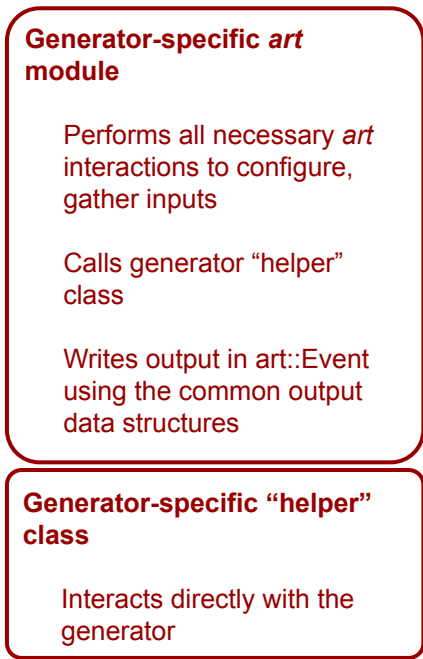 Generator-specific art
module
Performs all necessary art
interactions to configure,
gather inputs
Calls generator “helper”
class
Writes output in art::Event
using the common output
data structures
Generator-specific “helper”
class
Interacts directly with the
generator